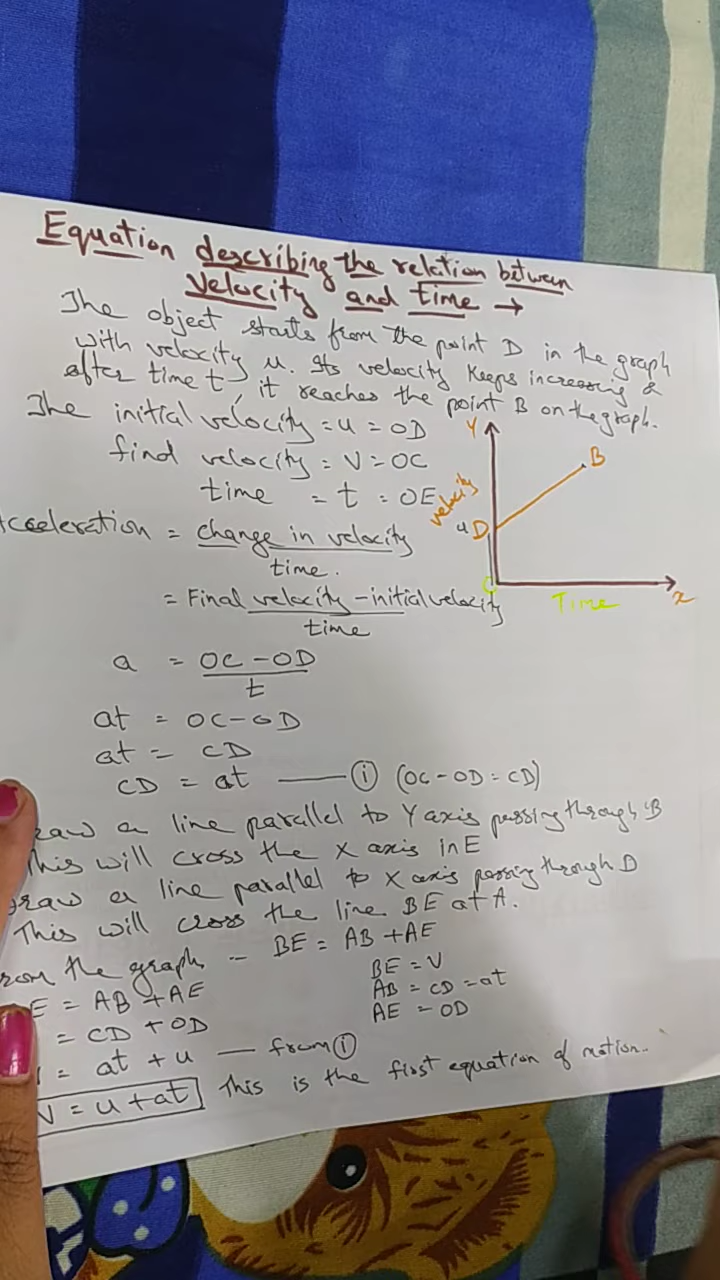 Equation describing the relation between
Velocity and time →
The object starts from the point D in the graph
with velocity u. Its velocity keeps increasing &
after time t, it reaches the point B on the graph.
The initial velocity = u = OD
find velocity = V = OC
time = t = OE
Y
B
velocity
u D
O
Time
x
Acceleration = change in velocity
time.
= Final velocity - initial velocity
time
a = OC - OD
t
at = OC - OD
at = CD
CD = at —— ① (OC - OD = CD)
raw a line parallel to Y axis passing through B
This will cross the X axis in E
raw a line parallel to X axis passing through D
This will cross the line BE at A.
rom the graph - BE = AB + AE
E = AB + AE
BE = V
= CD + OD
AB = CD = at
AE = OD
= at + u — from ①
V = u + at This is the first equation of motion.